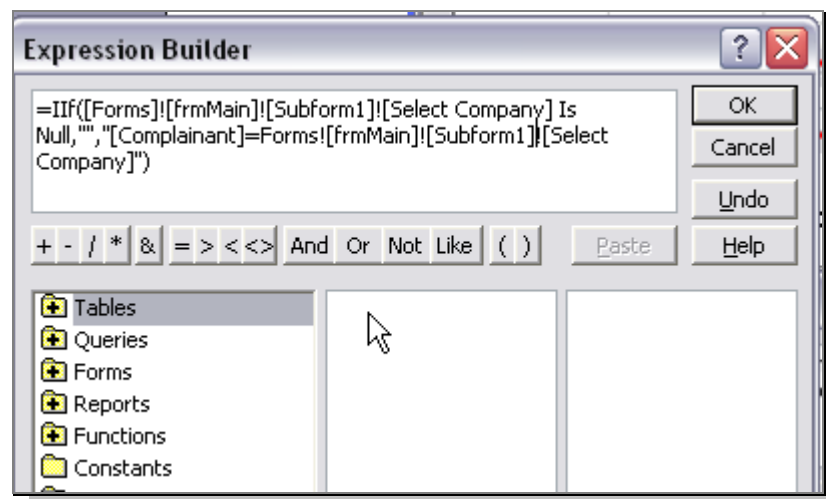 Expression Builder
?
=IIf([Forms]![frmMain]![Subform1]![Select Company] Is
Null,"","[Complainant]=Forms![frmMain]![Subform1]![Select
Company]")
OK
Cancel
Undo
+ - / * & = > < <> And Or Not Like ( ) Paste Help
Tables
Queries
Forms
Reports
Functions
Constants